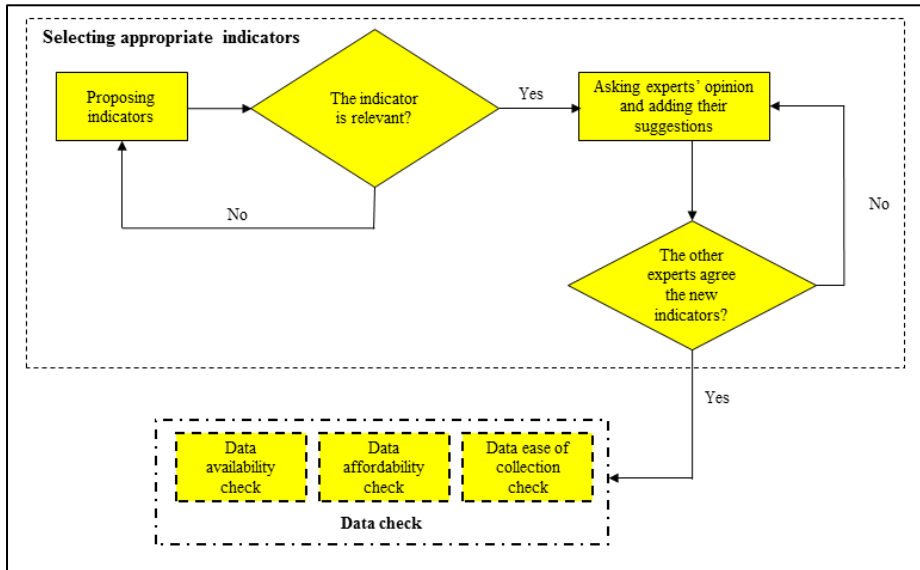 Selecting appropriate indicators
Proposing
indicators
The indicator
is relevant?
Yes
Asking experts’ opinion
and adding their
suggestions
No
No
The other
experts agree
the new
indicators?
Yes
Data
availability
check
Data
affordability
check
Data ease of
collection
check
Data check